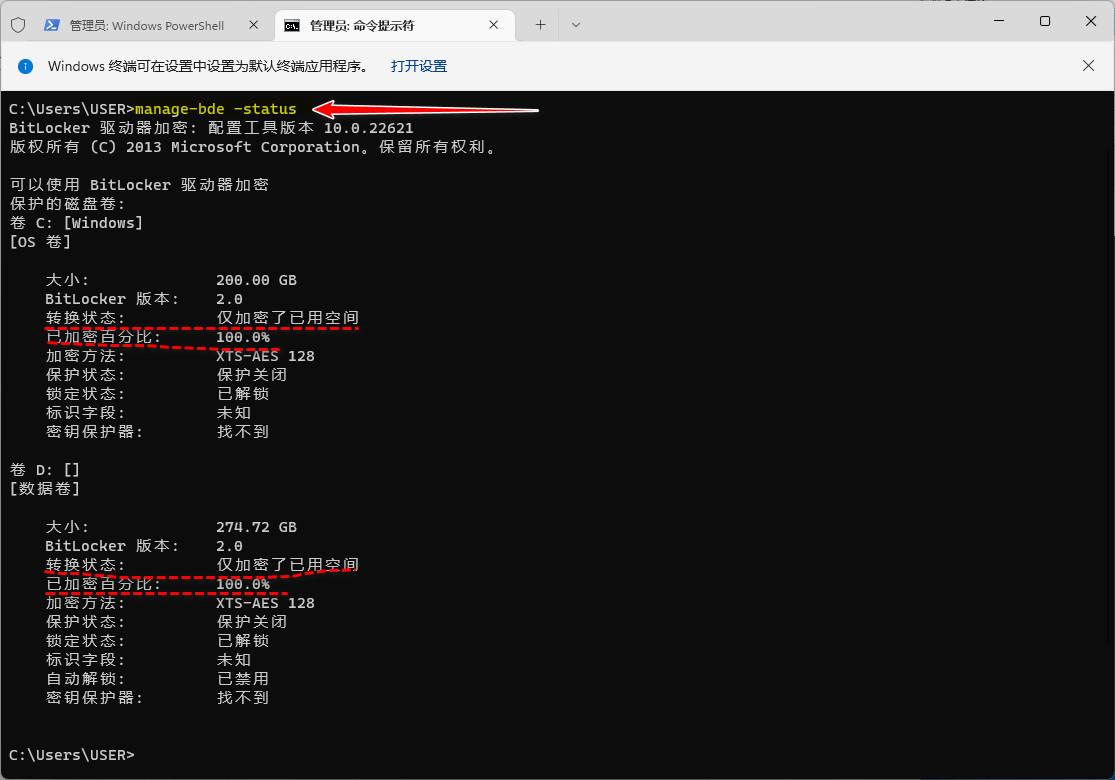 管理员: Windows PowerShell
管理员: 命令提示符
Windows 终端可在设置中设置为默认终端应用程序。 打开设置
C:\Users\USER>manage-bde -status
BitLocker 驱动器加密: 配置工具版本 10.0.22621
版权所有 (C) 2013 Microsoft Corporation。保留所有权利。
可以使用 BitLocker 驱动器加密
保护的磁盘卷:
卷 C: [Windows]
[OS 卷]
大小: 200.00 GB
BitLocker 版本: 2.0
转换状态: 仅加密了已用空间
已加密百分比: 100.0%
加密方法: XTS-AES 128
保护状态: 保护关闭
锁定状态: 已解锁
标识字段: 未知
密钥保护器: 找不到
卷 D: []
[数据卷]
大小: 274.72 GB
BitLocker 版本: 2.0
转换状态: 仅加密了已用空间
已加密百分比: 100.0%
加密方法: XTS-AES 128
保护状态: 保护关闭
锁定状态: 已解锁
标识字段: 未知
自动解锁: 已禁用
密钥保护器: 找不到
C:\Users\USER>